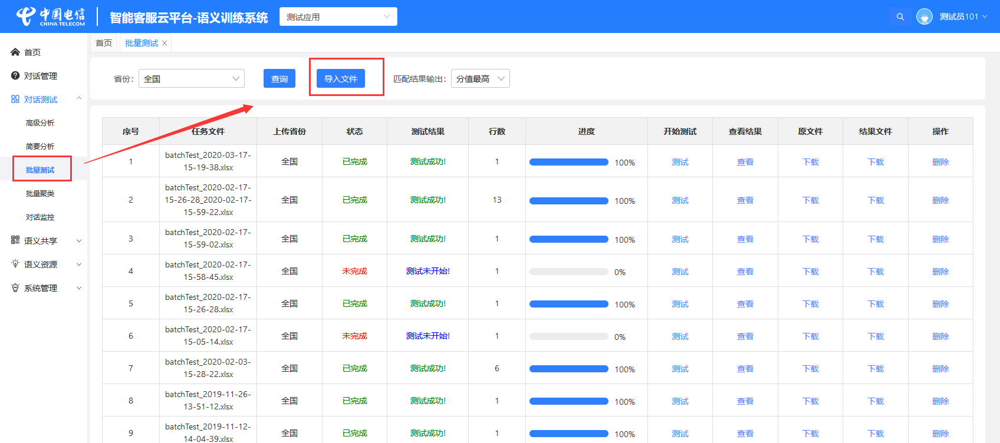 中国电信
CHINA TELECOM
智能客服云平台-语义训练系统
测试应用
测试员101
首页
对话管理
对话测试
高级分析
简要分析
批量测试
批量聚类
对话监控
语义共享
语义资源
系统管理
首页 批量测试
省份: 全国 查询 导入文件 匹配结果输出: 分值最高
序号 任务文件 上传省份 状态 测试结果 行数 进度 开始测试 查看结果 原文件 结果文件 操作
1 batchTest_2020-03-17-
15-19-38.xlsx 全国 已完成 测试成功! 1 100% 测试 查看 下载 下载 删除
2 batchTest_2020-02-17-
15-26-28_2020-02-17-
15-59-22.xlsx 全国 已完成 测试成功! 13 100% 测试 查看 下载 下载 删除
3 batchTest_2020-02-17-
15-59-02.xlsx 全国 已完成 测试成功! 1 100% 测试 查看 下载 下载 删除
4 batchTest_2020-02-17-
15-58-45.xlsx 全国 未完成 测试未开始! 1 0% 测试 查看 下载 下载 删除
5 batchTest_2020-02-17-
15-26-28.xlsx 全国 已完成 测试成功! 1 100% 测试 查看 下载 下载 删除
6 batchTest_2020-02-17-
15-05-14.xlsx 全国 未完成 测试未开始! 1 0% 测试 查看 下载 下载 删除
7 batchTest_2020-02-03-
15-28-22.xlsx 全国 已完成 测试成功! 6 100% 测试 查看 下载 下载 删除
8 batchTest_2019-11-26-
13-51-12.xlsx 全国 已完成 测试成功! 1 100% 测试 查看 下载 下载 删除
9 batchTest_2019-11-12-
14-04-39.xlsx 全国 已完成 测试成功! 1 100% 测试 查看 下载 下载 删除